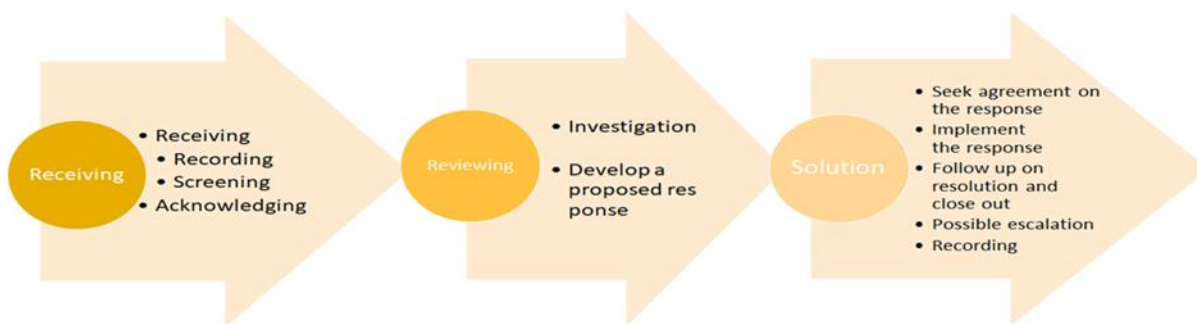 Receiving
• Receiving
• Recording
• Screening
• Acknowledging
Reviewing
• Investigation
• Develop a
proposed res
ponse
Solution
• Seek agreement on
the response
• Implement
the response
• Follow up on
resolution and
close out
• Possible escalation
• Recording